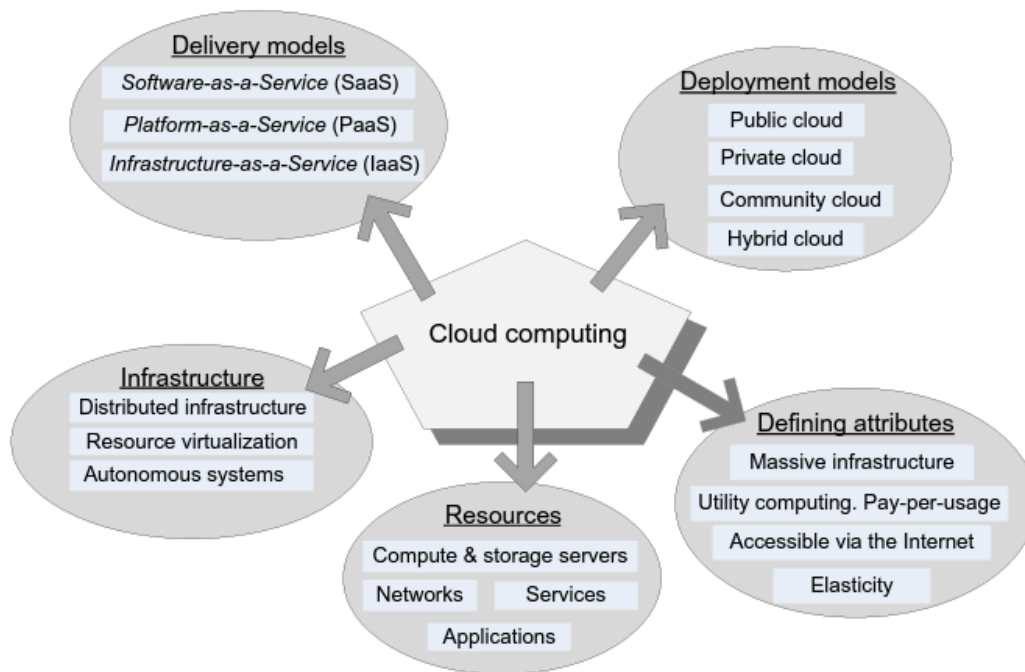 Delivery models
Software-as-a-Service (SaaS)
Platform-as-a-Service (PaaS)
Infrastructure-as-a-Service (IaaS)
Deployment models
Public cloud
Private cloud
Community cloud
Hybrid cloud
Cloud computing
Infrastructure
Distributed infrastructure
Resource virtualization
Autonomous systems
Resources
Compute & storage servers
Networks
Services
Applications
Defining attributes
Massive infrastructure
Utility computing. Pay-per-usage
Accessible via the Internet
Elasticity